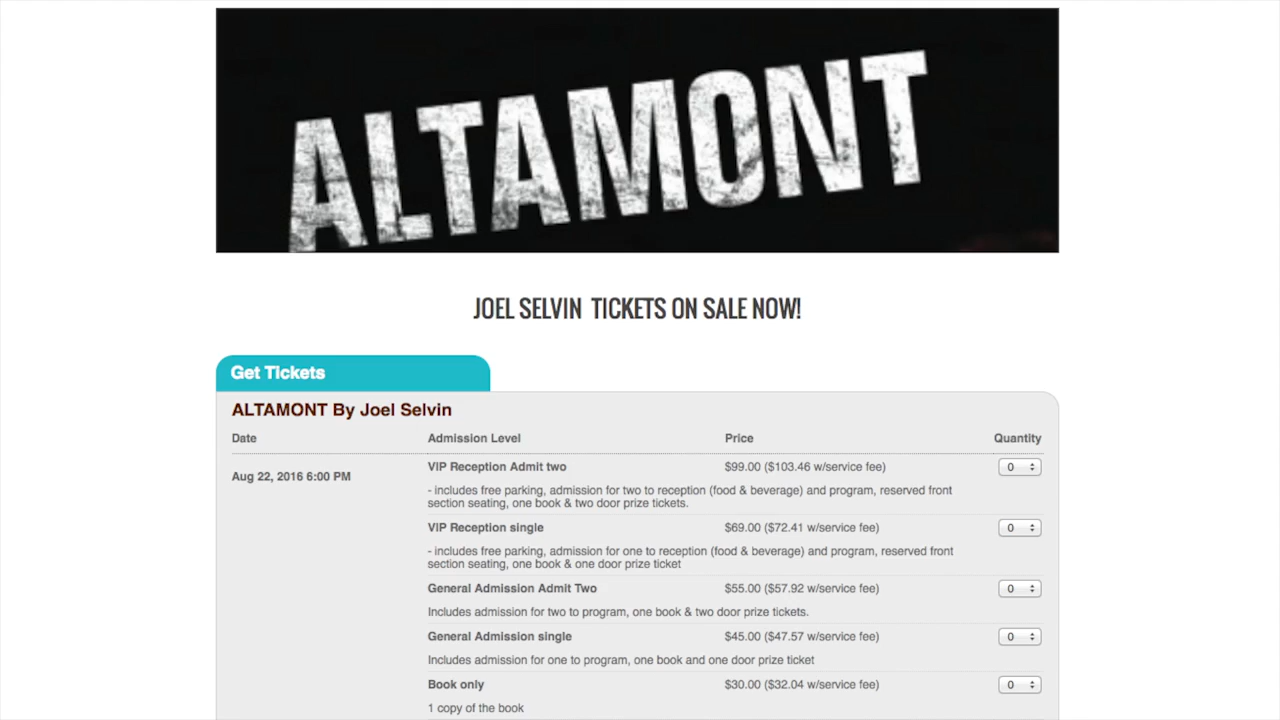 ALTAMONT
JOEL SELVIN TICKETS ON SALE NOW!
Get Tickets
ALTAMONT By Joel Selvin
Date Admission Level Price Quantity
Aug 22, 2016 6:00 PM
VIP Reception Admit two $99.00 ($103.46 w/service fee) 0
- includes free parking, admission for two to reception (food & beverage) and program, reserved front
section seating, one book & two door prize tickets.
VIP Reception single $69.00 ($72.41 w/service fee) 0
- includes free parking, admission for one to reception (food & beverage) and program, reserved front
section seating, one book & one door prize ticket
General Admission Admit Two $55.00 ($57.92 w/service fee) 0
Includes admission for two to program, one book & two door prize tickets.
General Admission single $45.00 ($47.57 w/service fee) 0
Includes admission for one to program, one book and one door prize ticket
Book only $30.00 ($32.04 w/service fee) 0
1 copy of the book